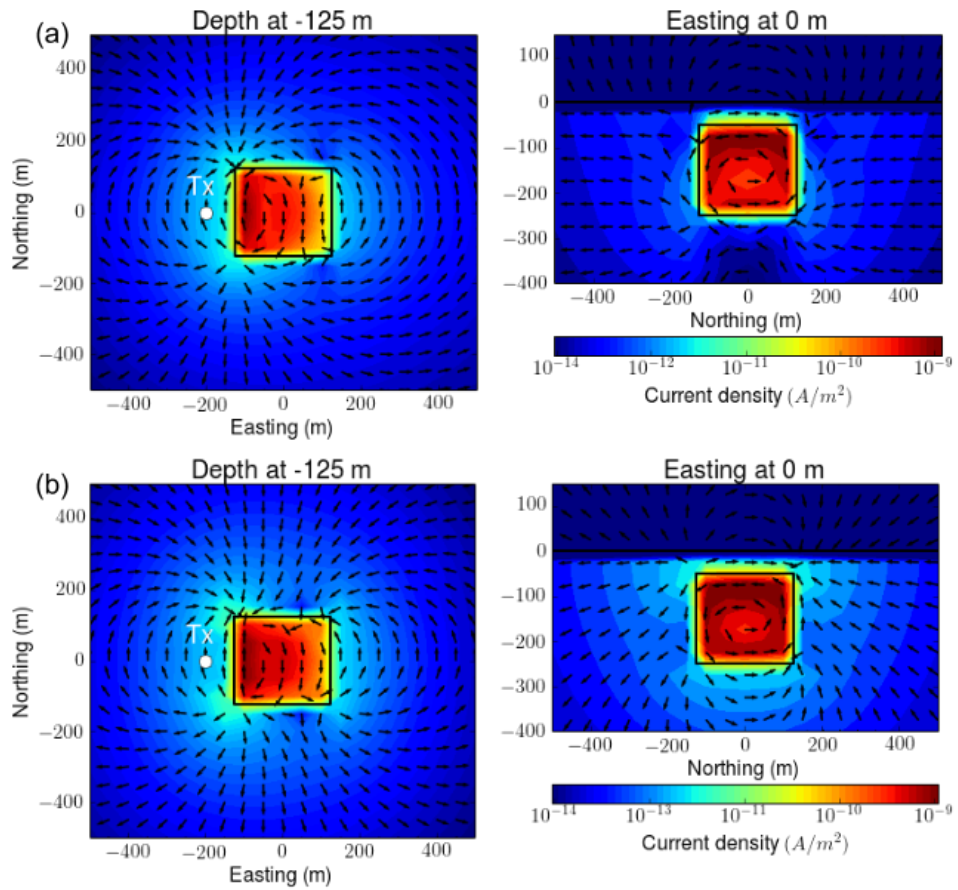 (a)
Depth at -125 m
Easting at 0 m
400
200
0
−200
−400
Northing (m)
Tx
−400 −200 0 200 400
Easting (m)
100
0
−100
−200
−300
−400
−400 −200 0 200 400
Northing (m)
10⁻¹⁴ 10⁻¹² 10⁻¹¹ 10⁻¹⁰ 10⁻⁹
Current density (A/m²)
(b)
Depth at -125 m
Easting at 0 m
400
200
0
−200
−400
Northing (m)
Tx
−400 −200 0 200 400
Easting (m)
100
0
−100
−200
−300
−400
−400 −200 0 200 400
Northing (m)
10⁻¹⁴ 10⁻¹² 10⁻¹¹ 10⁻¹⁰ 10⁻⁹
Current density (A/m²)